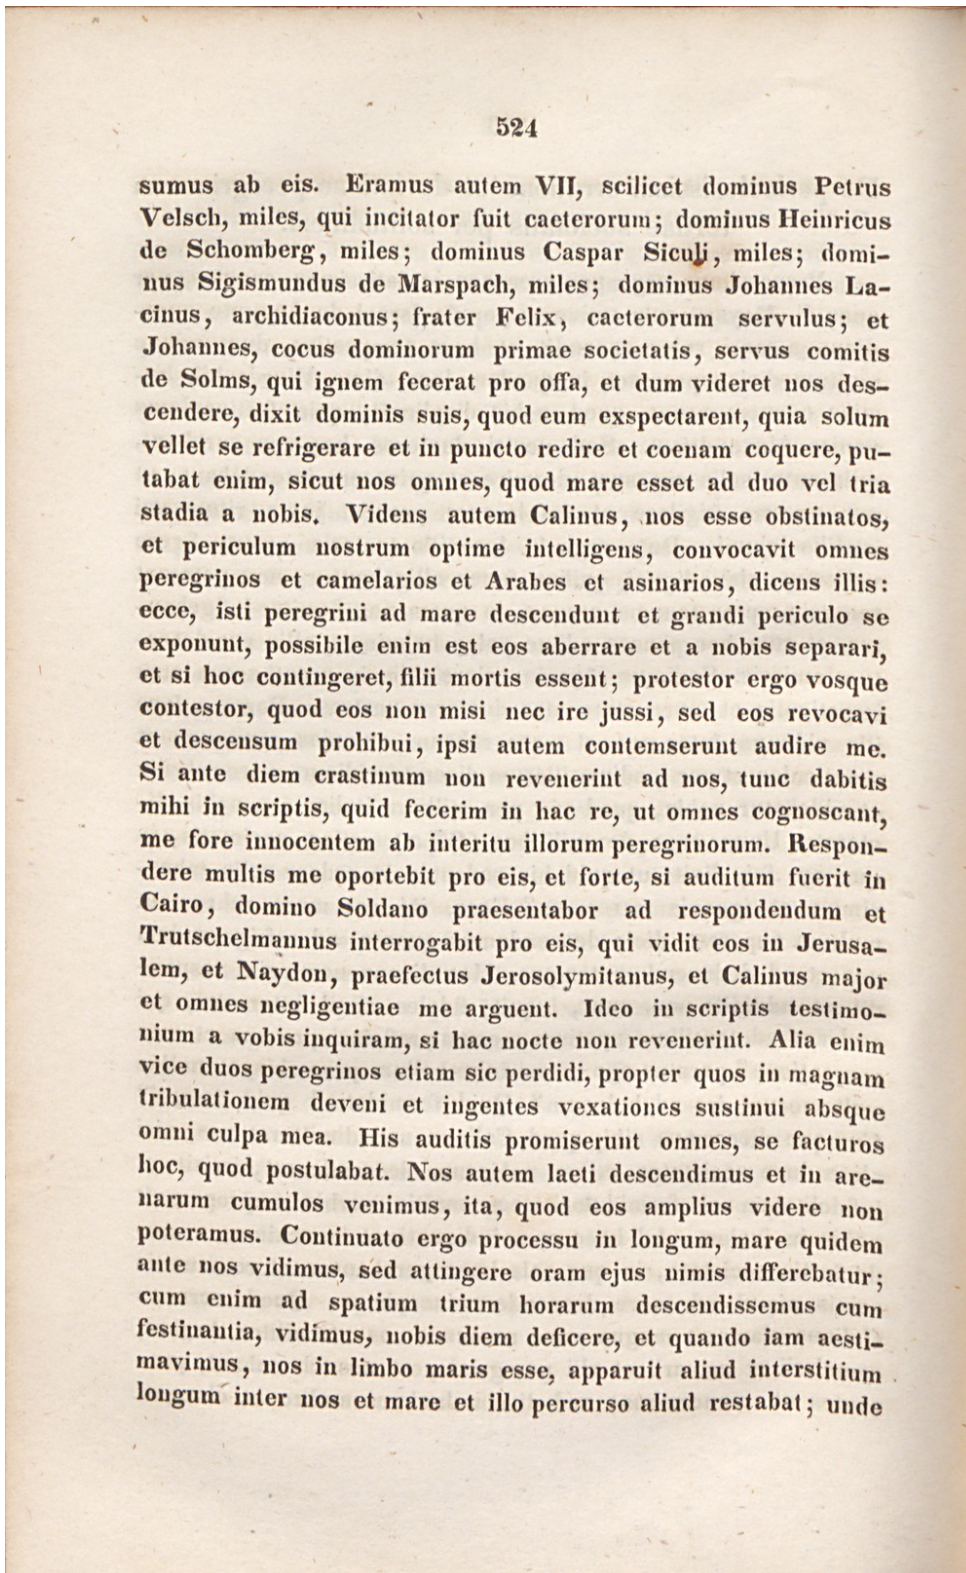 524
sumus ab eis. Eramus autem VII, scilicet dominus Petrus
Velsch, miles, qui incitator fuit caeterorum; dominus Heinricus
de Schomberg, miles; dominus Caspar Siculi, miles; domi-
nus Sigismundus de Marspach, miles; dominus Johannes La-
cinus, archidiaconus; frater Felix, caeterorum servulus; et
Johannes, cocus dominorum primae societatis, servus comitis
de Solms, qui ignem fecerat pro offa, et dum videret nos des-
cendere, dixit dominis suis, quod eum exspectarent, quia solum
vellet se refrigerare et in puncto redire et coenam coquere, pu-
tabat enim, sicut nos omnes, quod mare esset ad duo vel tria
stadia a nobis. Videns autem Calinus, nos esse obstinatos,
et periculum nostrum optime intelligens, convocavit omnes
peregrinos et camelarios et Arabes et asinarios, dicens illis:
ecce, isti peregrini ad mare descendunt et grandi periculo se
exponunt, possibile enim est eos aberrare et a nobis separari,
et si hoc contingeret, filii mortis essent; protestor ergo vosque
contestor, quod eos non misi nec ire jussi, sed eos revocavi
et descensum prohibui, ipsi autem contemserunt audire me.
Si ante diem crastinum non revenerint ad nos, tunc dabitis
mihi in scriptis, quid fecerim in hac re, ut omnes cognoscant,
me fore innocentem ab interitu illorum peregrinorum. Respon-
dere multis me oportebit pro eis, et forte, si auditum fuerit in
Cairo, domino Soldano praesentabor ad respondendum et
Trutschelmannus interrogabit pro eis, qui vidit eos in Jerusa-
lem, et Naydon, praefectus Jerosolymitanus, et Calinus major
et omnes negligentiae me arguent. Ideo in scriptis testimo-
nium a vobis inquiram, si hac nocte non revenerint. Alia enim
vice duos peregrinos etiam sic perdidi, propter quos in magnam
tribulationem deveni et ingentes vexationes sustinui absque
omni culpa mea. His auditis promiserunt omnes, se facturos
hoc, quod postulabat. Nos autem laeti descendimus et in are-
narum cumulos venimus, ita, quod eos amplius videre non
poteramus. Continuato ergo processu in longum, mare quidem
ante nos vidimus, sed attingere oram ejus nimis differebatur;
cum enim ad spatium trium horarum descendissemus cum
festinantia, vidimus, nobis diem deficere, et quando iam aesti-
mavimus, nos in limbo maris esse, apparuit aliud interstitium
longum inter nos et mare et illo percurso aliud restabat; unde